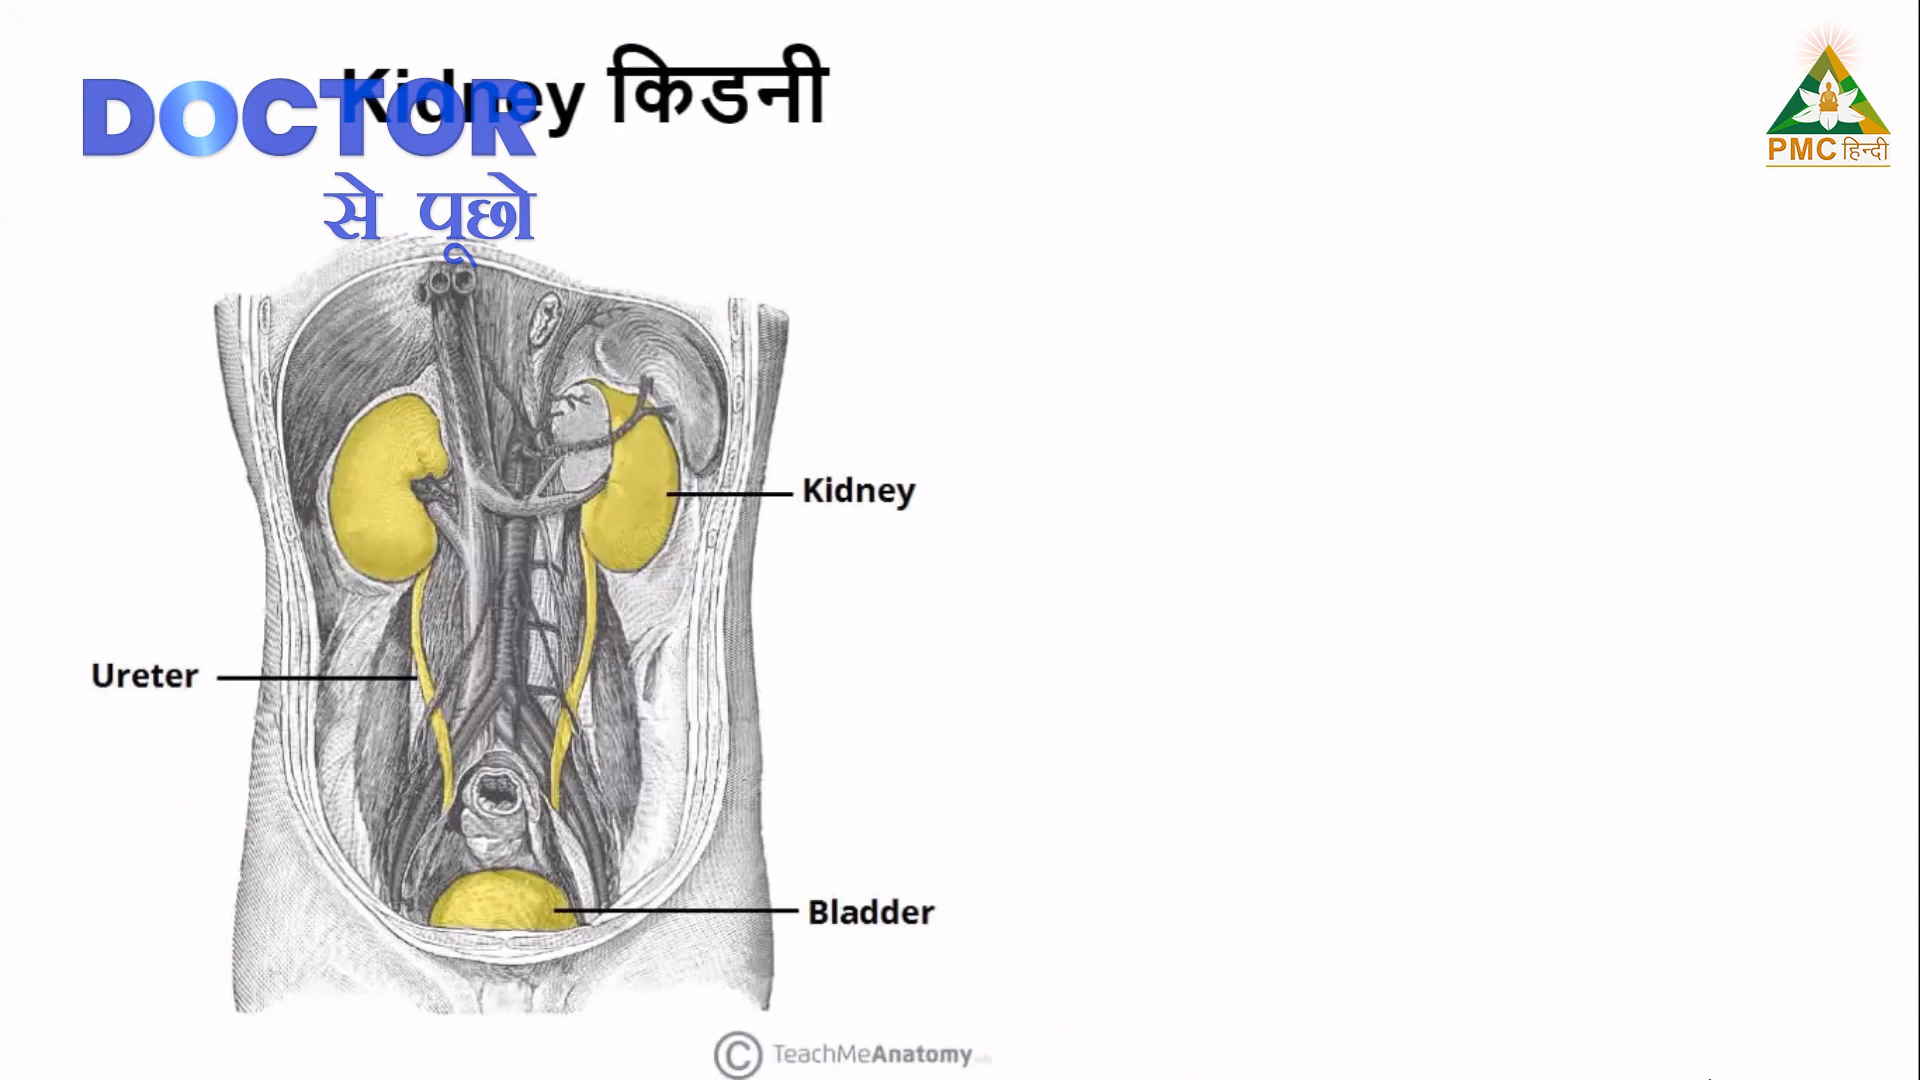 Kidney किडनी
DOCTOR
से पूछो
PMC हिन्दी
Kidney
Ureter
Bladder
© TeachMeAnatomy